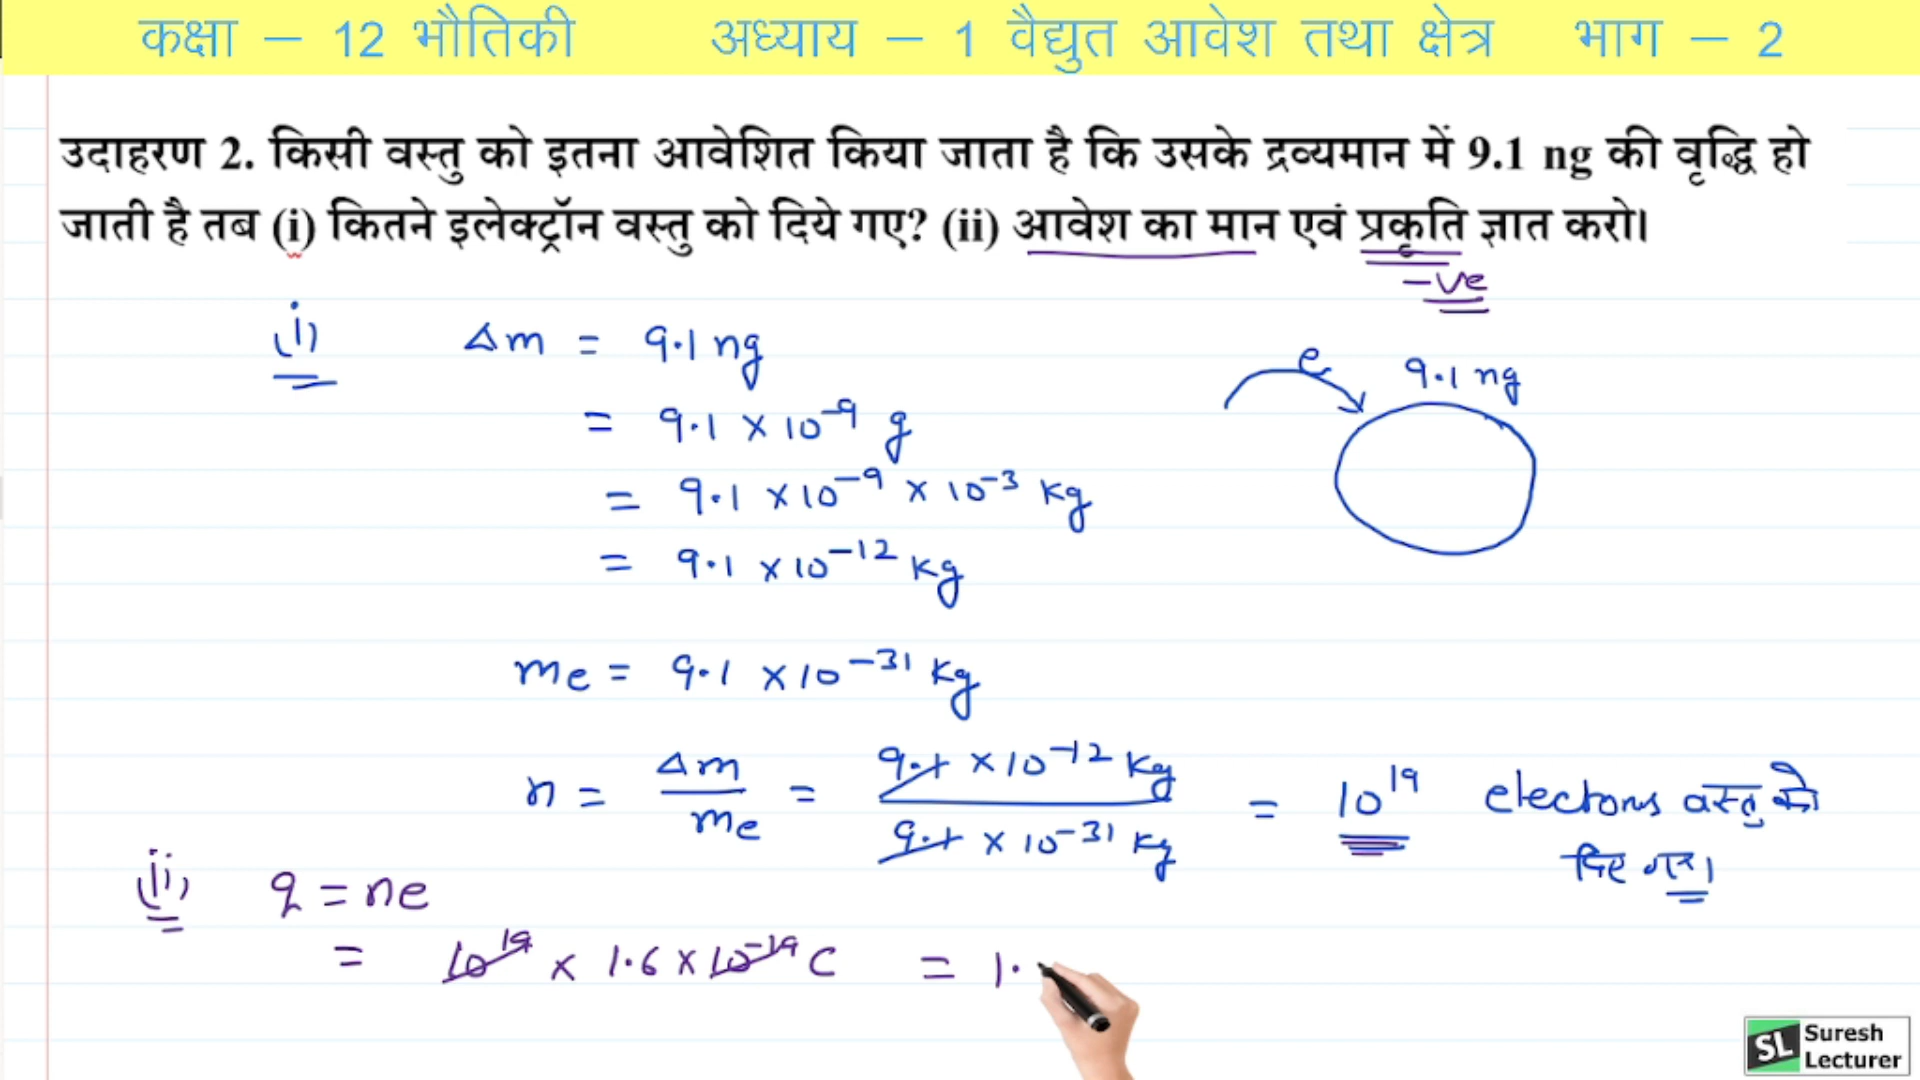 कक्षा – 12 भौतिकी अध्याय – 1 वैद्युत आवेश तथा क्षेत्र भाग – 2
उदाहरण 2. किसी वस्तु को इतना आवेशित किया जाता है कि उसके द्रव्यमान में 9.1 ng की वृद्धि हो
जाती है तब (i) कितने इलेक्ट्रॉन वस्तु को दिये गए? (ii) आवेश का मान एवं प्रकृति ज्ञात करो।
-ve
(i) Δm = 9.1 ng
e 9.1 ng
= 9.1 × 10⁻⁹ g
= 9.1 × 10⁻⁹ × 10⁻³ kg
= 9.1 × 10⁻¹² kg
me = 9.1 × 10⁻³¹ kg
n = Δm/me = 9.1 × 10⁻¹² kg / 9.1 × 10⁻³¹ kg = 10¹⁹ electons वस्तु को
दिए गए।
(ii) q = ne
= 10¹⁹ × 1.6 × 10⁻¹⁹ C = 1.
SL Suresh
Lecturer